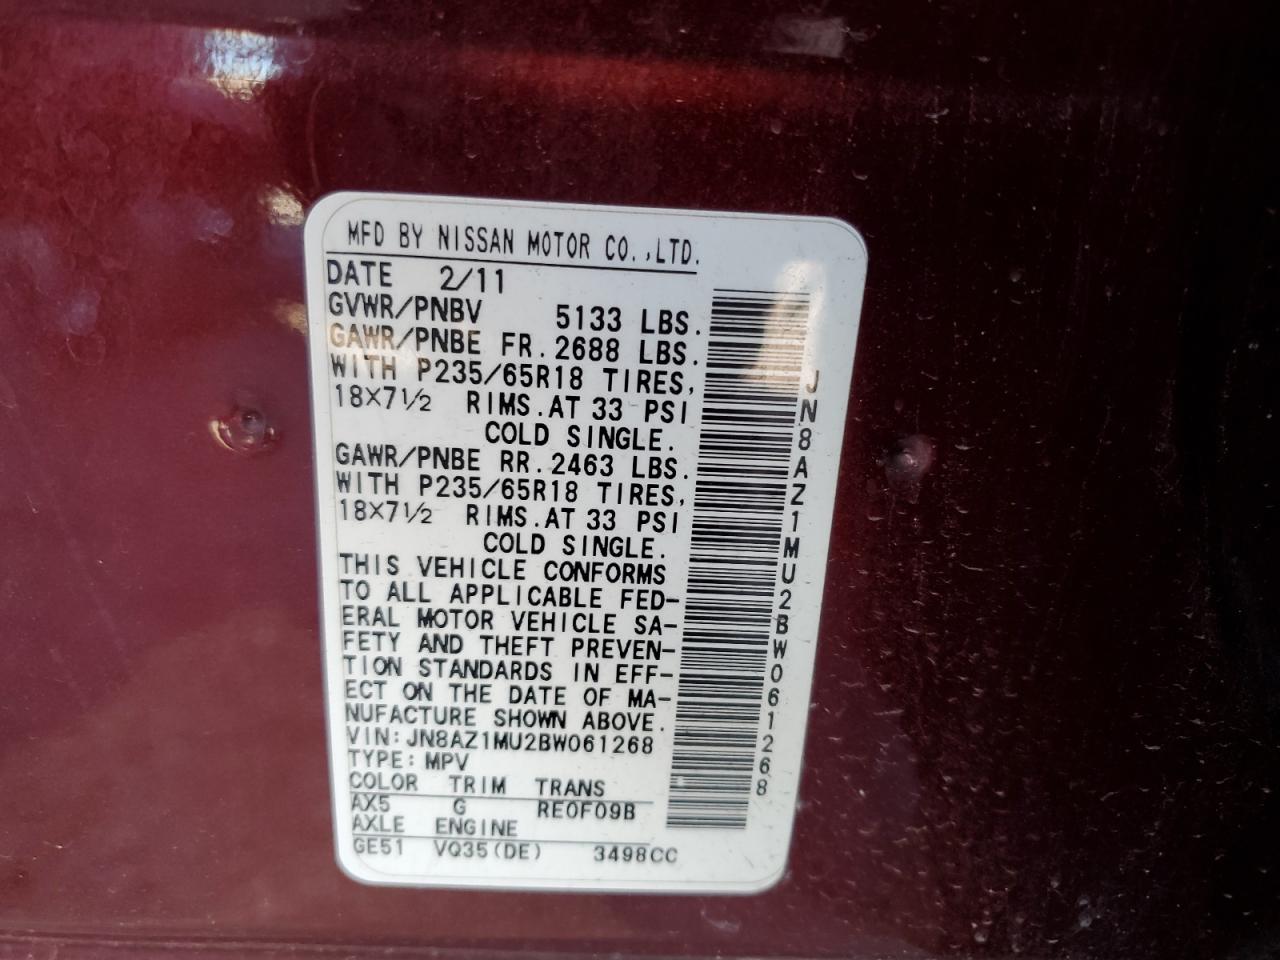 MFD BY NISSAN MOTOR CO.,LTD.
DATE 2/11
GVWR/PNBV 5133 LBS.
GAWR/PNBE FR.2688 LBS.
WITH P235/65R18 TIRES,
18×7½ RIMS.AT 33 PSI
COLD SINGLE.
GAWR/PNBE RR.2463 LBS.
WITH P235/65R18 TIRES,
18×7½ RIMS.AT 33 PSI
COLD SINGLE.
THIS VEHICLE CONFORMS
TO ALL APPLICABLE FED-
ERAL MOTOR VEHICLE SA-
FETY AND THEFT PREVEN-
TION STANDARDS IN EFF-
ECT ON THE DATE OF MA-
NUFACTURE SHOWN ABOVE.
VIN:JN8AZ1MU2BW061268
TYPE:MPV
COLOR TRIM TRANS
AX5 G RE0F09B
AXLE ENGINE
GE51 VQ35(DE) 3498CC
JN8AZ1MU2BW061268